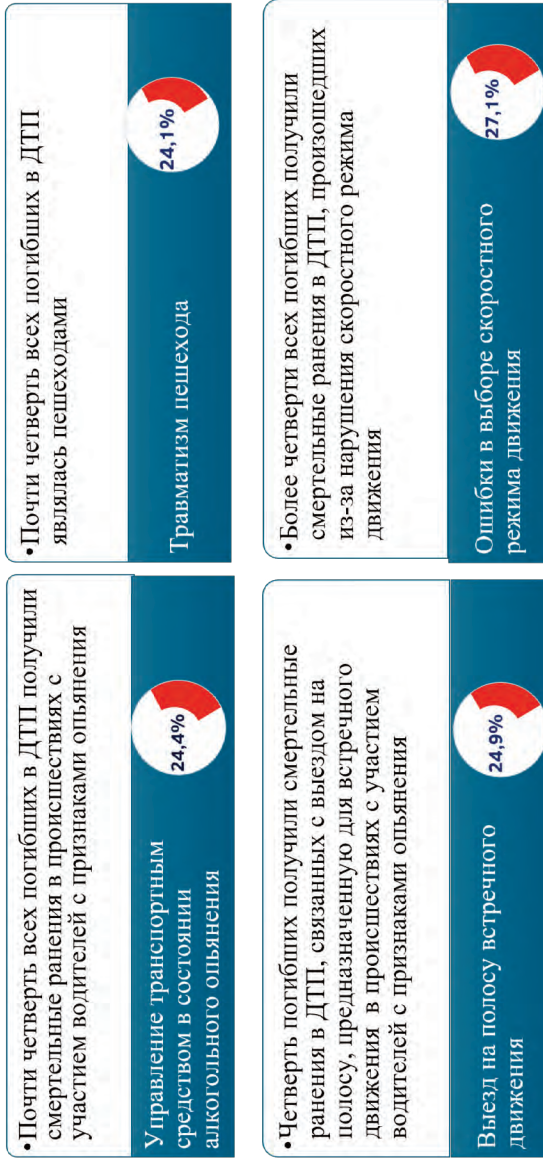 •Почти четверть всех погибших в ДТП получили
смертельные ранения в происшествиях с
участием водителей с признаками опьянения
Управление транспортным
средством в состоянии
алкогольного опьянения
24,4%
•Почти четверть всех погибших в ДТП
являлась пешеходами
Травматизм пешехода
24,1%
•Четверть погибших получили смертельные
ранения в ДТП, связанных с выездом на
полосу, предназначенную для встречного
движения в происшествиях с участием
водителей с признаками опьянения
Выезд на полосу встречного
движения
24,9%
•Более четверти всех погибших получили
смертельные ранения в ДТП, произошедших
из-за нарушения скоростного режима
движения
Ошибки в выборе скоростного
режима движения
27,1%